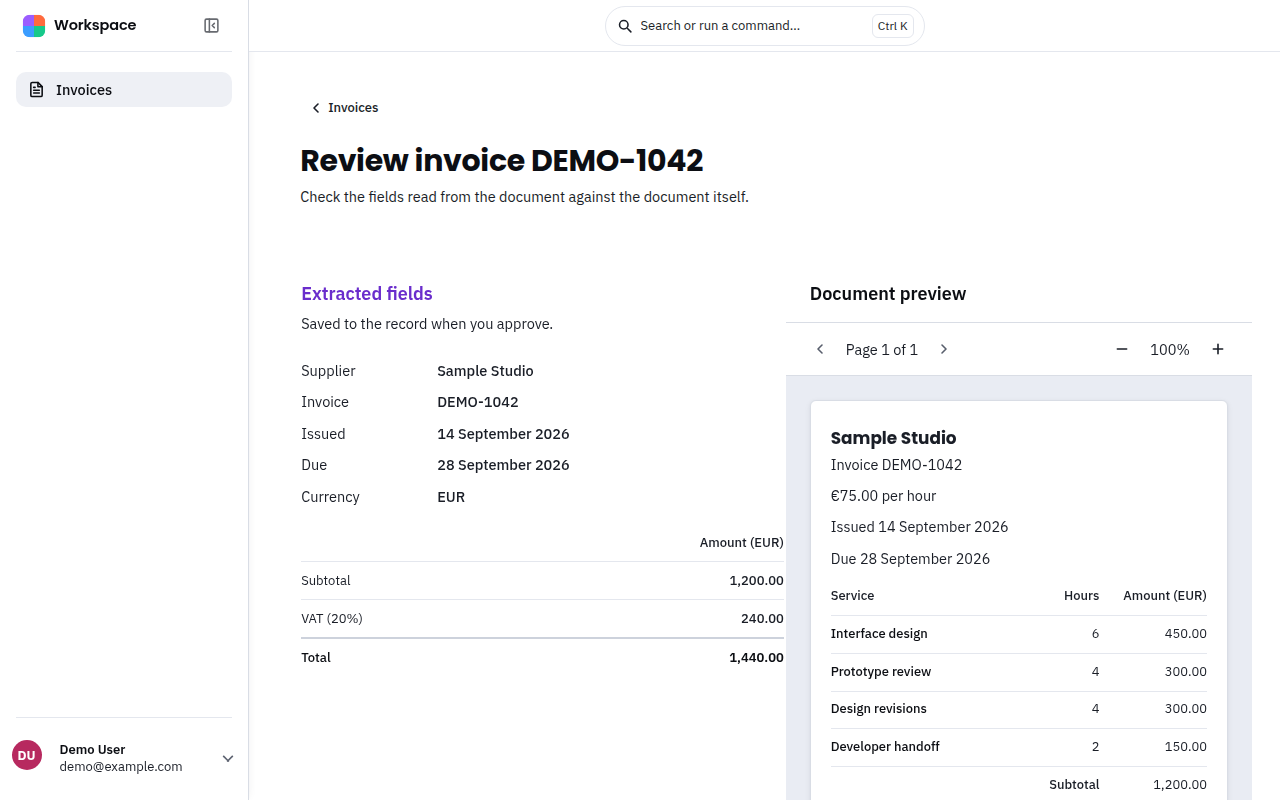 Workspace
Search or run a command...
Ctrl K
Invoices
Invoices
Review invoice DEMO-1042
Check the fields read from the document against the document itself.
Extracted fields
Saved to the record when you approve.
Supplier Sample Studio
Invoice DEMO-1042
Issued 14 September 2026
Due 28 September 2026
Currency EUR
Amount (EUR)
Subtotal 1,200.00
VAT (20%) 240.00
Total 1,440.00
Document preview
Page 1 of 1
100%
Sample Studio
Invoice DEMO-1042
€75.00 per hour
Issued 14 September 2026
Due 28 September 2026
Service Hours Amount (EUR)
Interface design 6 450.00
Prototype review 4 300.00
Design revisions 4 300.00
Developer handoff 2 150.00
Subtotal 1,200.00
DU
Demo User
demo@example.com